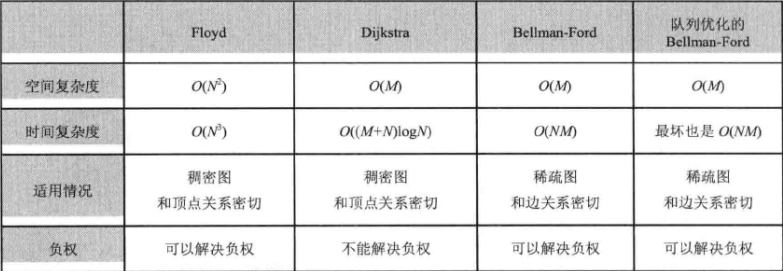 Floyd
Dijkstra
Bellman-Ford
队列优化的
Bellman-Ford
空间复杂度
O(N²)
O(M)
O(M)
O(M)
时间复杂度
O(N³)
O((M+N)logN)
O(NM)
最坏也是 O(NM)
适用情况
稠密图
和顶点关系密切
稠密图
和顶点关系密切
稀疏图
和边关系密切
稀疏图
和边关系密切
负权
可以解决负权
不能解决负权
可以解决负权
可以解决负权